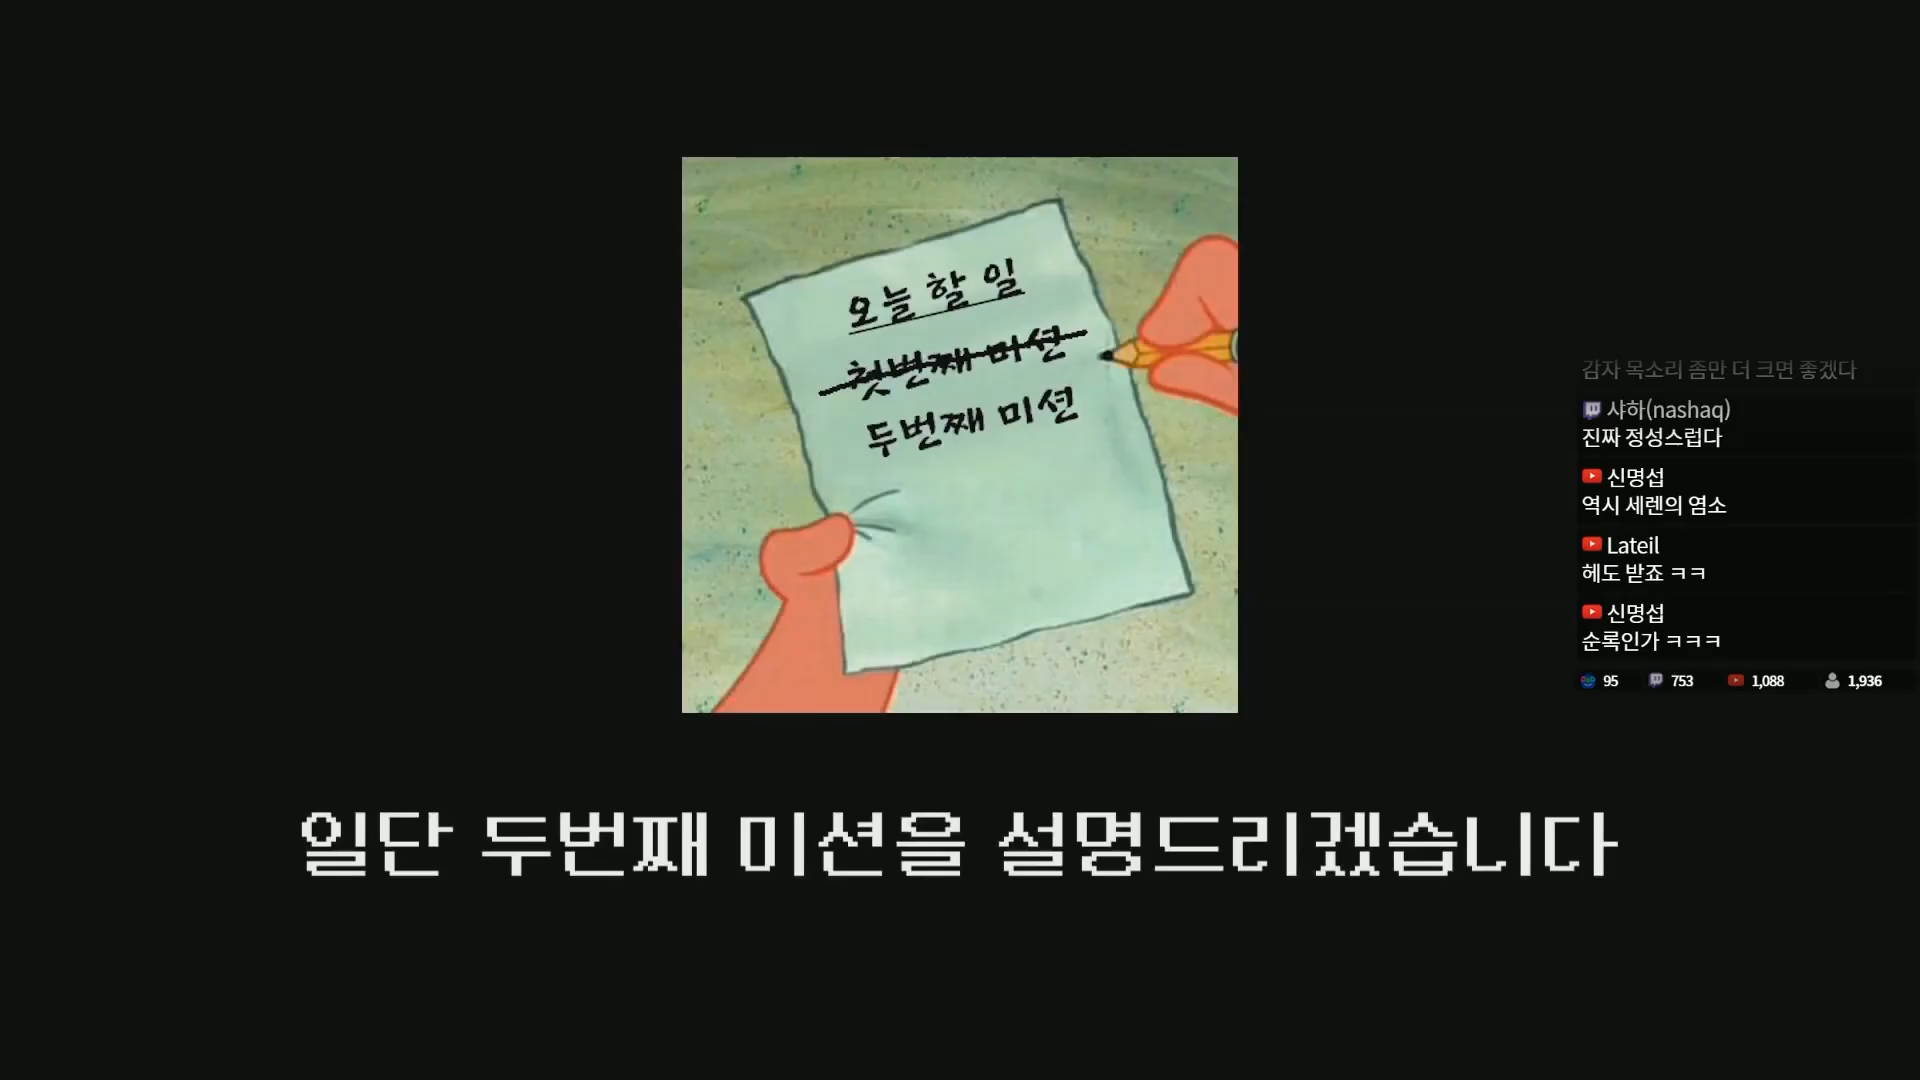 오늘 할 일
첫번째 미션
두번째 미션
감자 목소리 좀만 더 크면 좋겠다
샤하(nashaq)
진짜 정성스럽다
신명섭
역시 세렌의 염소
Lateil
헤도 받죠 ㅋㅋ
신명섭
순록인가 ㅋㅋㅋ
95 753 1,088 1,936
일단 두번째 미션을 설명드리겠습니다